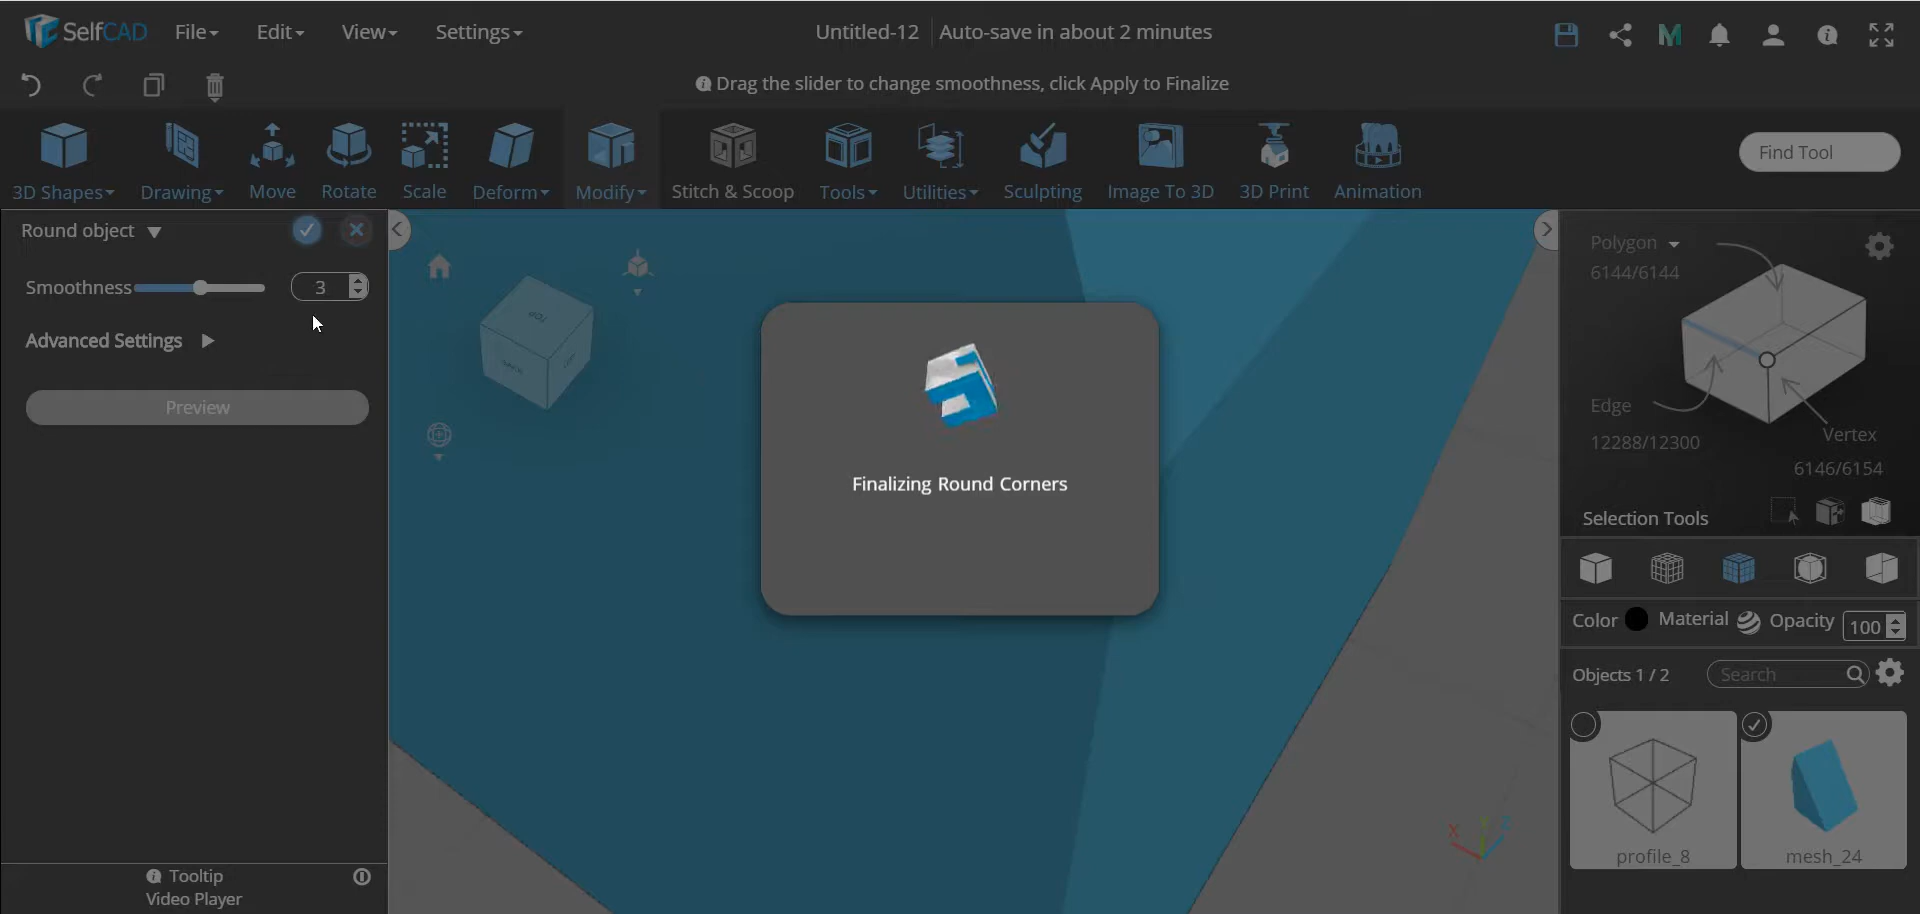 SelfCAD File Edit View Settings Untitled-12 Auto-save in about 2 minutes
Drag the slider to change smoothness, click Apply to Finalize
3D Shapes Drawing Move Rotate Scale Deform Modify Stitch & Scoop Tools Utilities Sculpting Image To 3D 3D Print Animation Find Tool
Round object
Smoothness 3
Advanced Settings
Preview
TOP
BACK
Finalizing Round Corners
X Y Z
Polygon
6144/6144
Edge
12288/12300
Vertex
6146/6154
Selection Tools
Color Material Opacity 100
Objects 1 / 2 Search
profile_8 mesh_24
Tooltip
Video Player